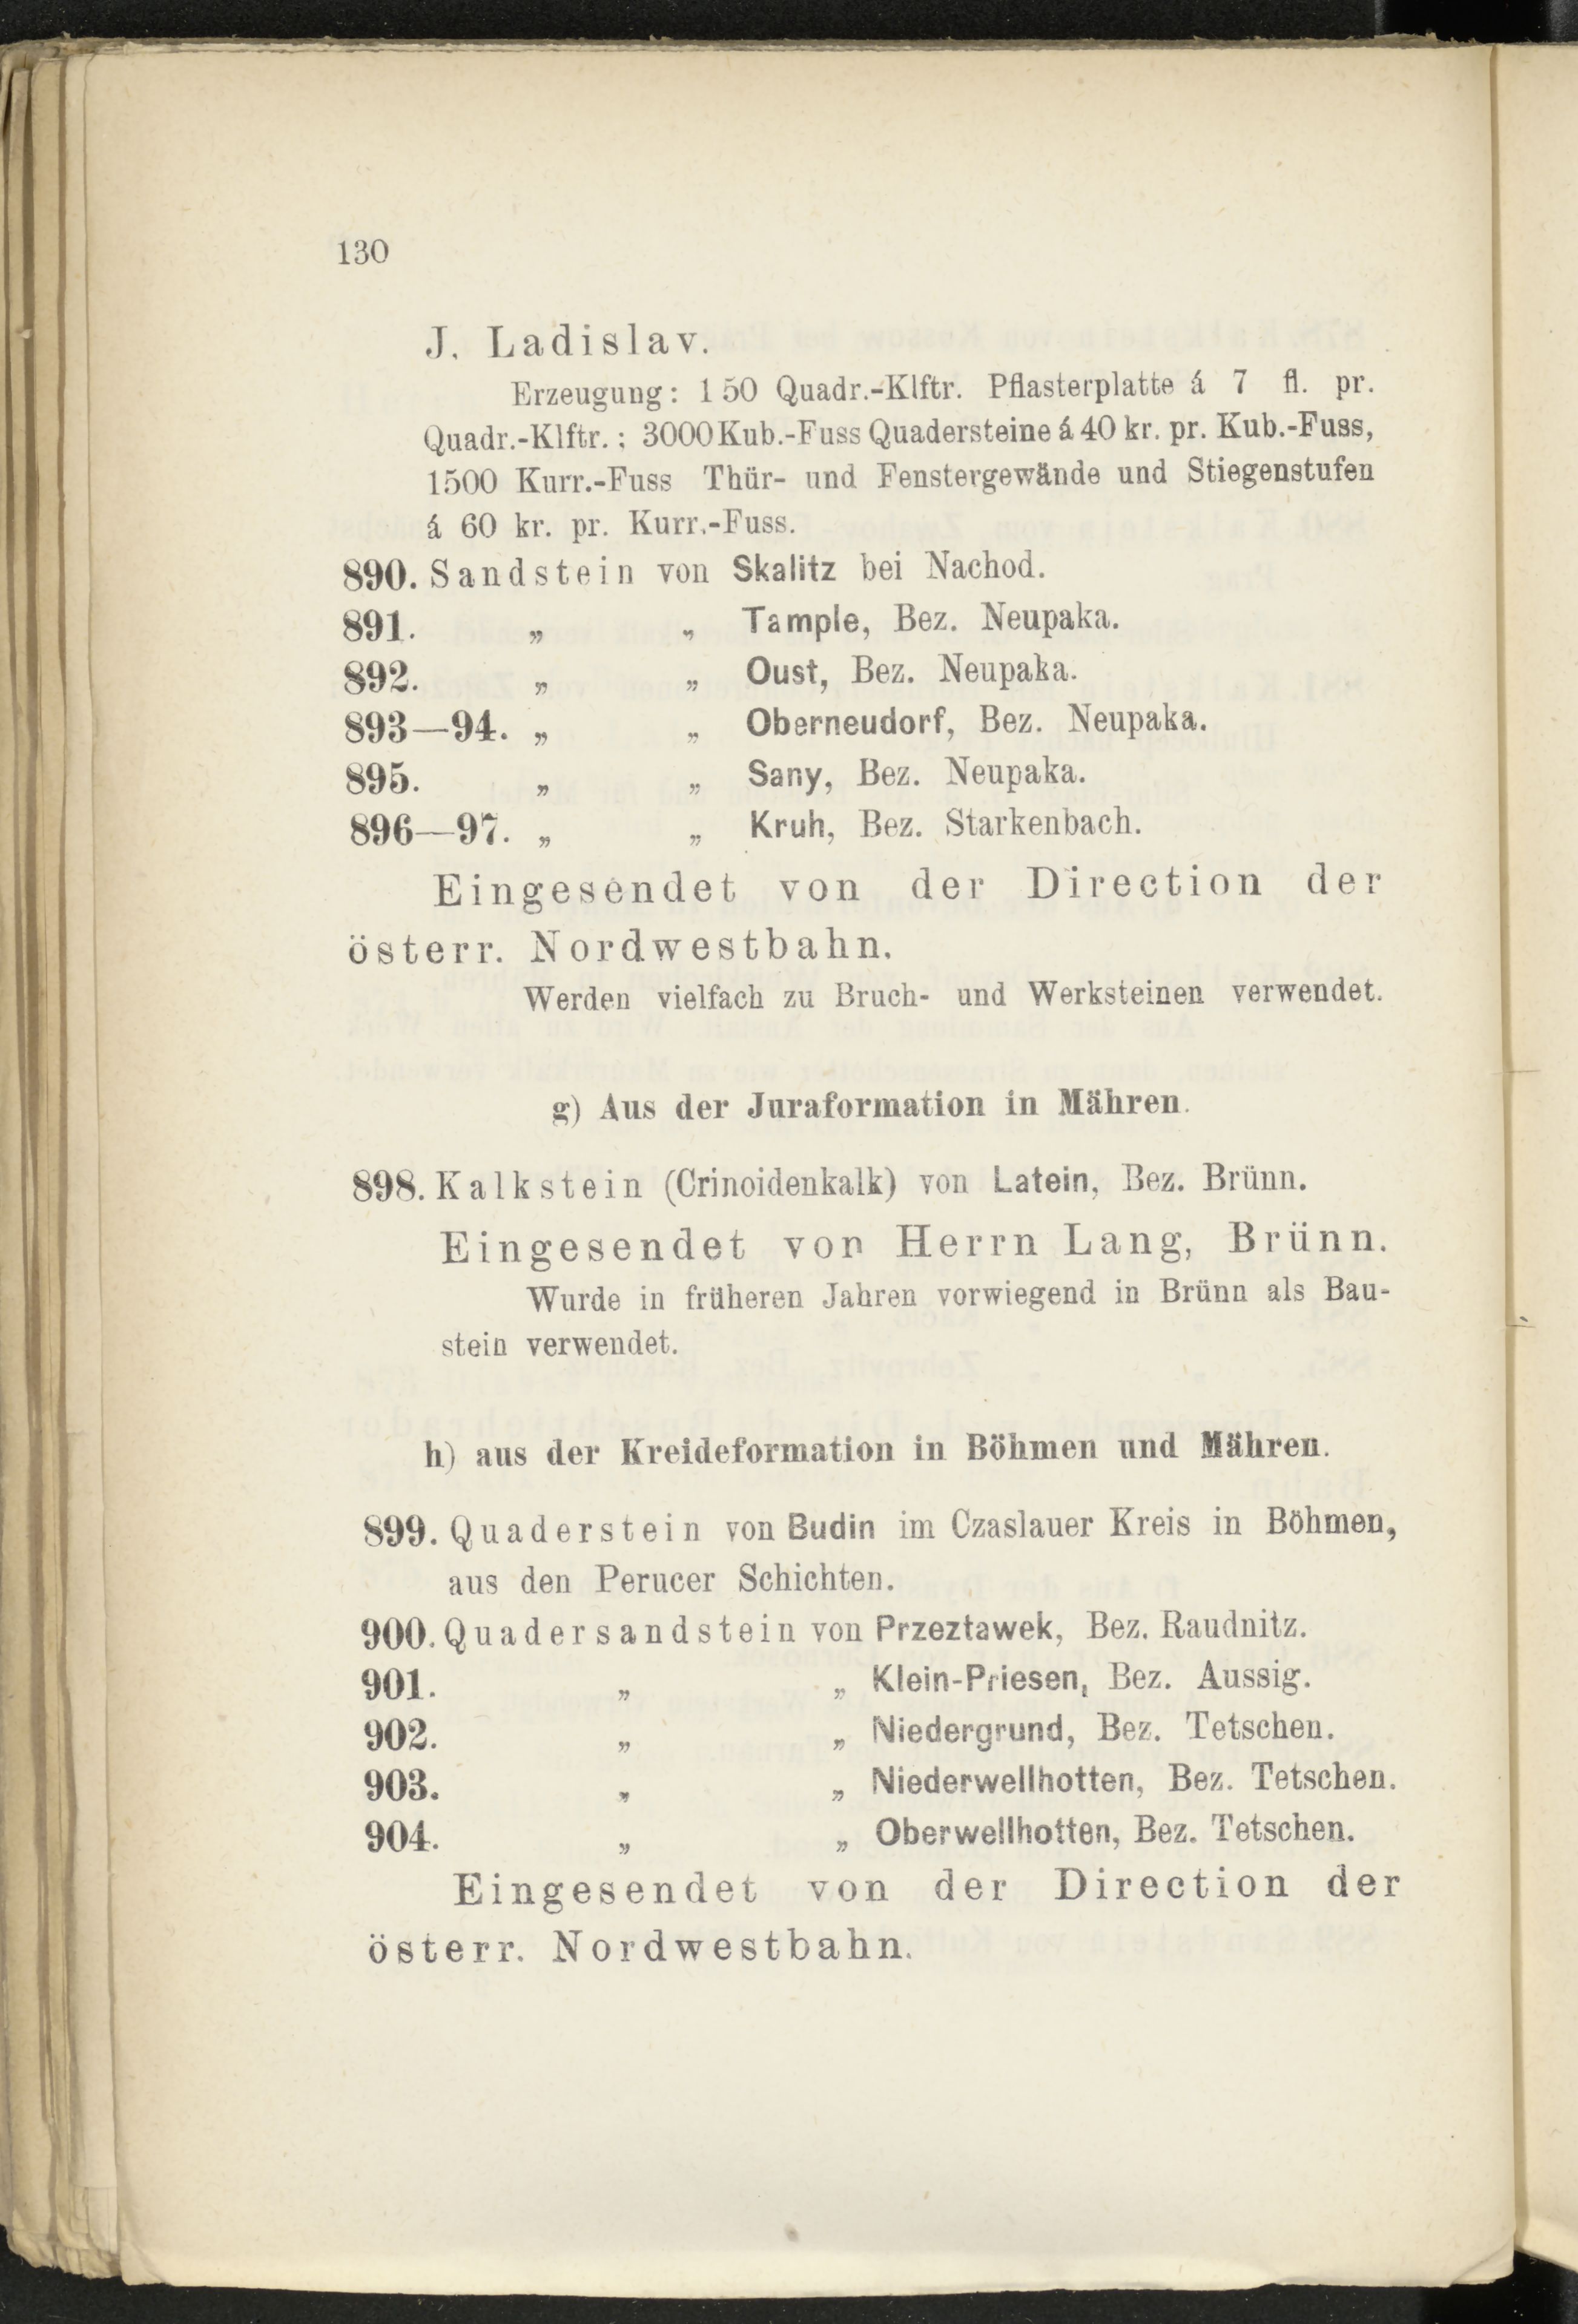 130
J. Ladislav.
Erzeugung: 150 Quadr.-Klftr. Pflasterplatte á 7 fl. pr.
Quadr.-Klftr.; 3000 Kub.-Fuss Quadersteine á 40 kr. pr. Kub.-Fuss,
1500 Kurr.-Fuss Thür- und Fenstergewände und Stiegenstufen
á 60 kr. pr. Kurr.-Fuss.
890. Sandstein von Skalitz bei Nachod.
891. „ „ Tample, Bez. Neupaka.
892. „ „ Oust, Bez. Neupaka.
893—94. „ „ Oberneudorf, Bez. Neupaka.
895. „ „ Sany, Bez. Neupaka.
896—97. „ „ Kruh, Bez. Starkenbach.
Eingesendet von der Direction der
österr. Nordwestbahn.
Werden vielfach zu Bruch- und Werksteinen verwendet.
g) Aus der Juraformation in Mähren.
898. Kalkstein (Crinoidenkalk) von Latein, Bez. Brünn.
Eingesendet von Herrn Lang, Brünn.
Wurde in früheren Jahren vorwiegend in Brünn als Bau-
stein verwendet.
h) aus der Kreideformation in Böhmen und Mähren.
899. Quaderstein von Budin im Czaslauer Kreis in Böhmen,
aus den Perucer Schichten.
900. Quadersandstein von Przeztawek, Bez. Raudnitz.
901. „ „ Klein-Priesen, Bez. Aussig.
902. „ „ Niedergrund, Bez. Tetschen.
903. „ „ Niederwellhotten, Bez. Tetschen.
904. „ „ Oberwellhotten, Bez. Tetschen.
Eingesendet von der Direction der
österr. Nordwestbahn.